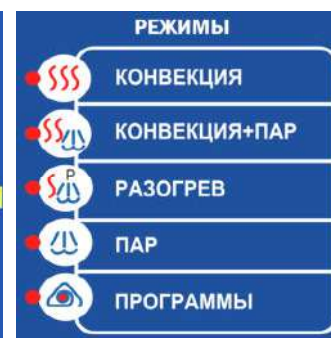 РЕЖИМЫ
КОНВЕКЦИЯ
КОНВЕКЦИЯ+ПАР
P
РАЗОГРЕВ
ПАР
ПРОГРАММЫ